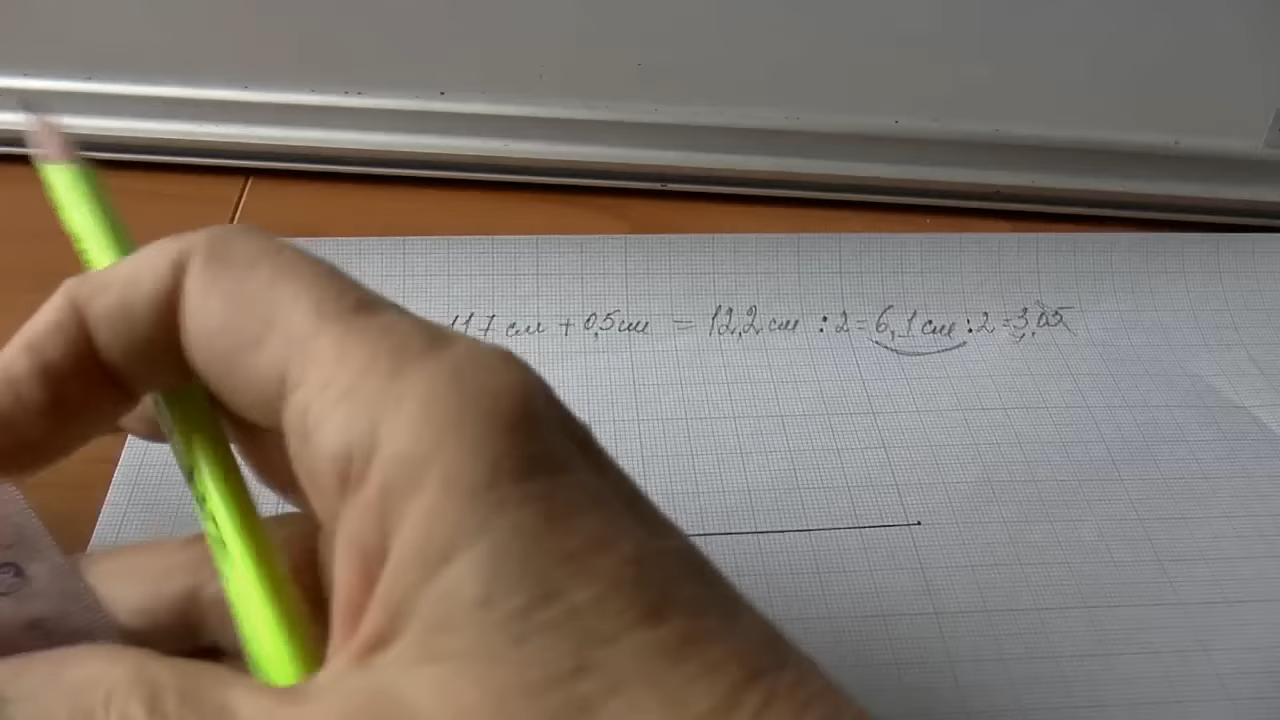 11,7 см + 0,5 см = 12,2 см : 2 = 6,1 см : 2 = 3,05